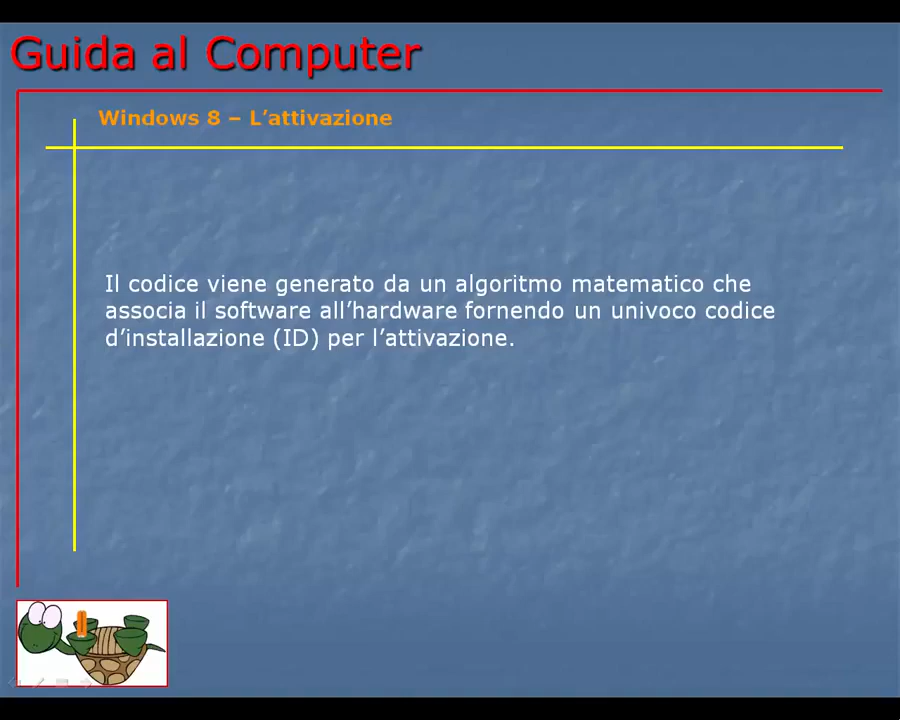 Guida al Computer
Windows 8 – L’attivazione
Il codice viene generato da un algoritmo matematico che
associa il software all’hardware fornendo un univoco codice
d’installazione (ID) per l’attivazione.